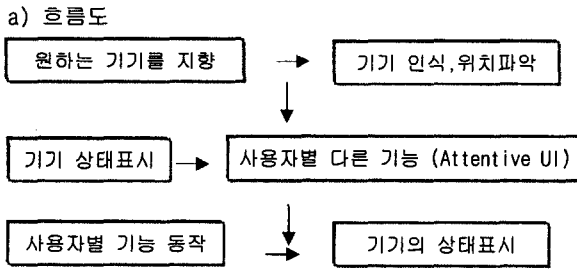 a) 흐름도
원하는 기기를 지향
기기 인식,위치파악
기기 상태표시
사용자별 다른 기능 (Attentive UI)
사용자별 기능 동작
기기의 상태표시